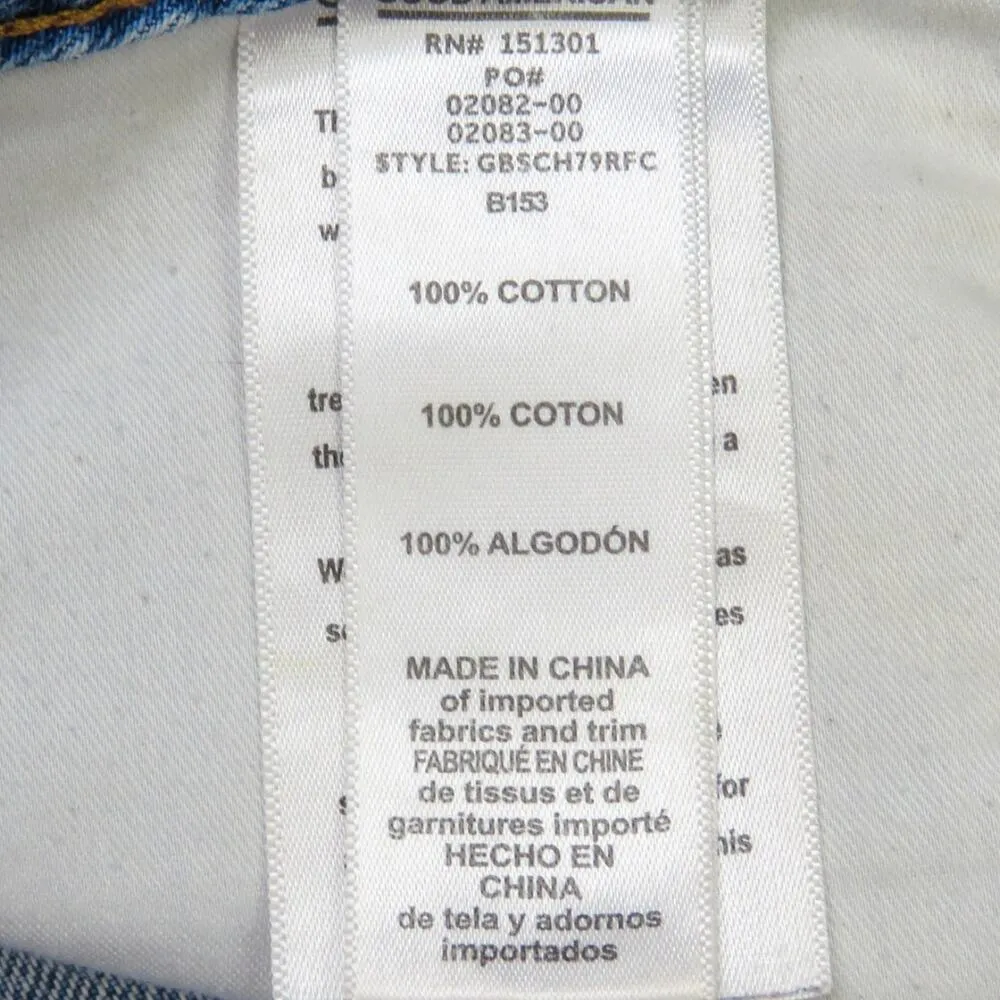 GOOD AMERICAN
RN# 151301
PO#
02082-00
02083-00
STYLE: GBSCH79RFC
B153
100% COTTON
100% COTON
100% ALGODÓN
MADE IN CHINA
of imported
fabrics and trim
FABRIQUÉ EN CHINE
de tissus et de
garnitures importé
HECHO EN
CHINA
de tela y adornos
importados